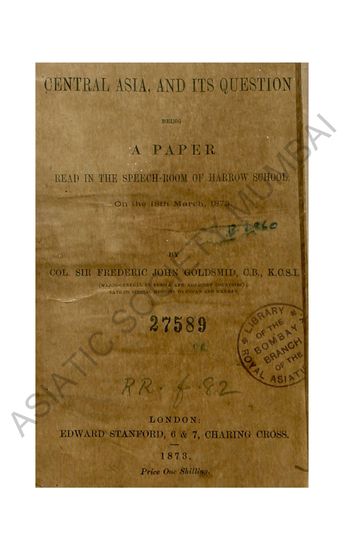 CENTRAL ASIA, AND ITS QUESTION
BEING
A PAPER
READ IN THE SPEECH-ROOM OF HARROW SCHOOL
On the 18th March, 1873
BY
COL. SIR FREDERIC JOHN GOLDSMID, C.B., K.C.S.I.
27589
LIBRARY
OF THE
BOMBAY
BRANCH
OF THE
ROYAL ASIATIC
RR. f. 82
LONDON:
EDWARD STANFORD, 6 & 7, CHARING CROSS.
1873.
Price One Shilling.
ASIATIC SOCIETY MUMBAI